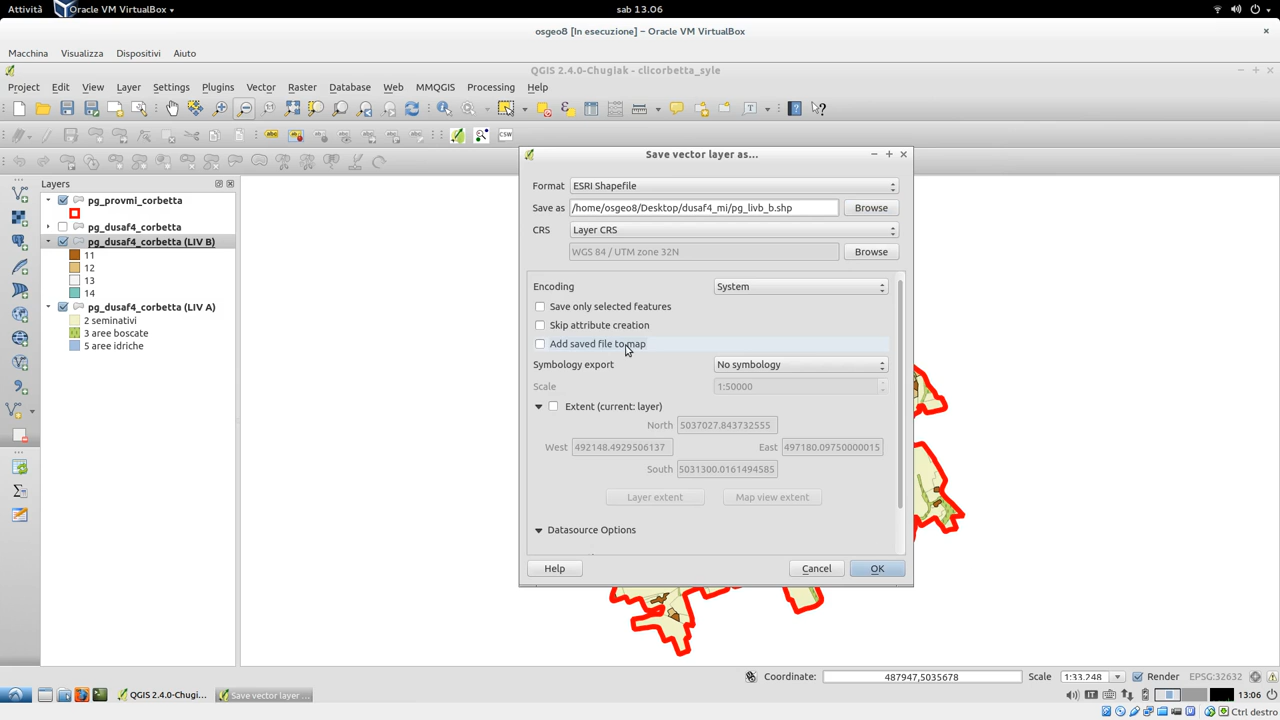 Attività
Oracle VM VirtualBox
sab 13.06
osgeo8 [In esecuzione] – Oracle VM VirtualBox
Macchina Visualizza Dispositivi Aiuto
QGIS 2.4.0-Chugiak - clicorbetta_syle
Project Edit View Layer Settings Plugins Vector Raster Database Web MMQGIS Processing Help
Layers
pg_provmi_corbetta
pg_dusaf4_corbetta
pg_dusaf4_corbetta (LIV B)
11
12
13
14
pg_dusaf4_corbetta (LIV A)
2 seminativi
3 aree boscate
5 aree idriche
Save vector layer as...
Format ESRI Shapefile
Save as /home/osgeo8/Desktop/dusaf4_mi/pg_livb_b.shp Browse
CRS Layer CRS
WGS 84 / UTM zone 32N Browse
Encoding System
Save only selected features
Skip attribute creation
Add saved file to map
Symbology export No symbology
Scale 1:50000
Extent (current: layer)
North 5037027.843732555
West 492148.4929506137 East 497180.09750000015
South 5031300.0161494585
Layer extent Map view extent
Datasource Options
Help Cancel OK
Coordinate: 487947,5035678 Scale 1:33.248 Render EPSG:32632
QGIS 2.4.0-Chugi... Save vector layer ... IT 13:06
Ctrl destro